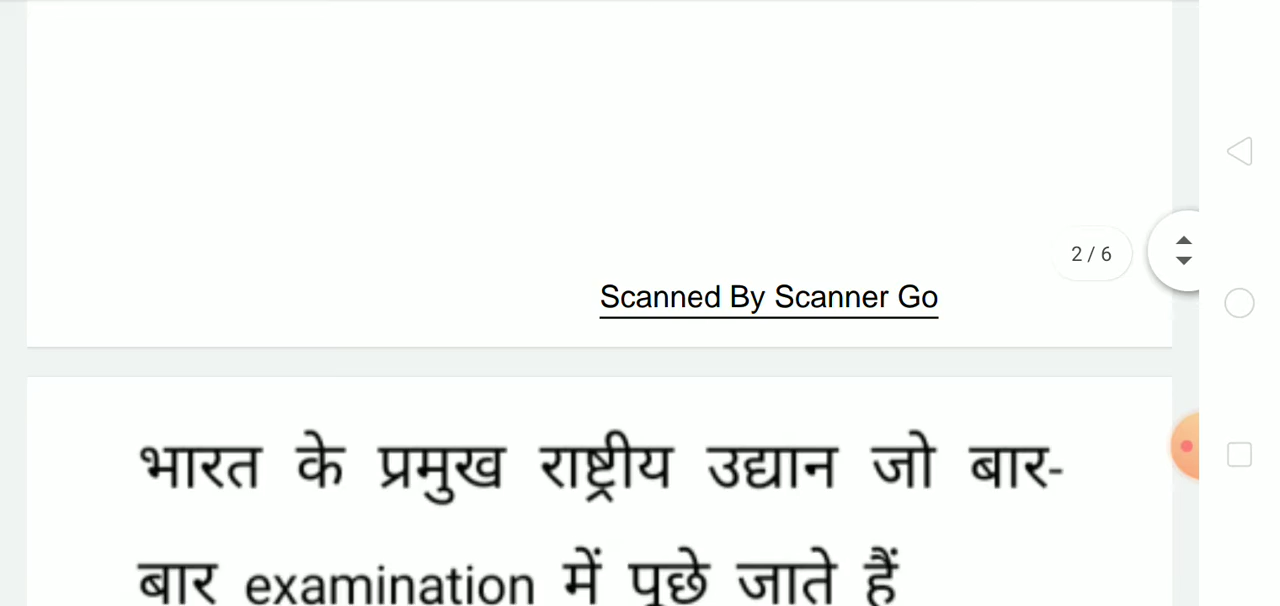 2 / 6
Scanned By Scanner Go
भारत के प्रमुख राष्ट्रीय उद्यान जो बार-
बार examination में पूछे जाते हैं